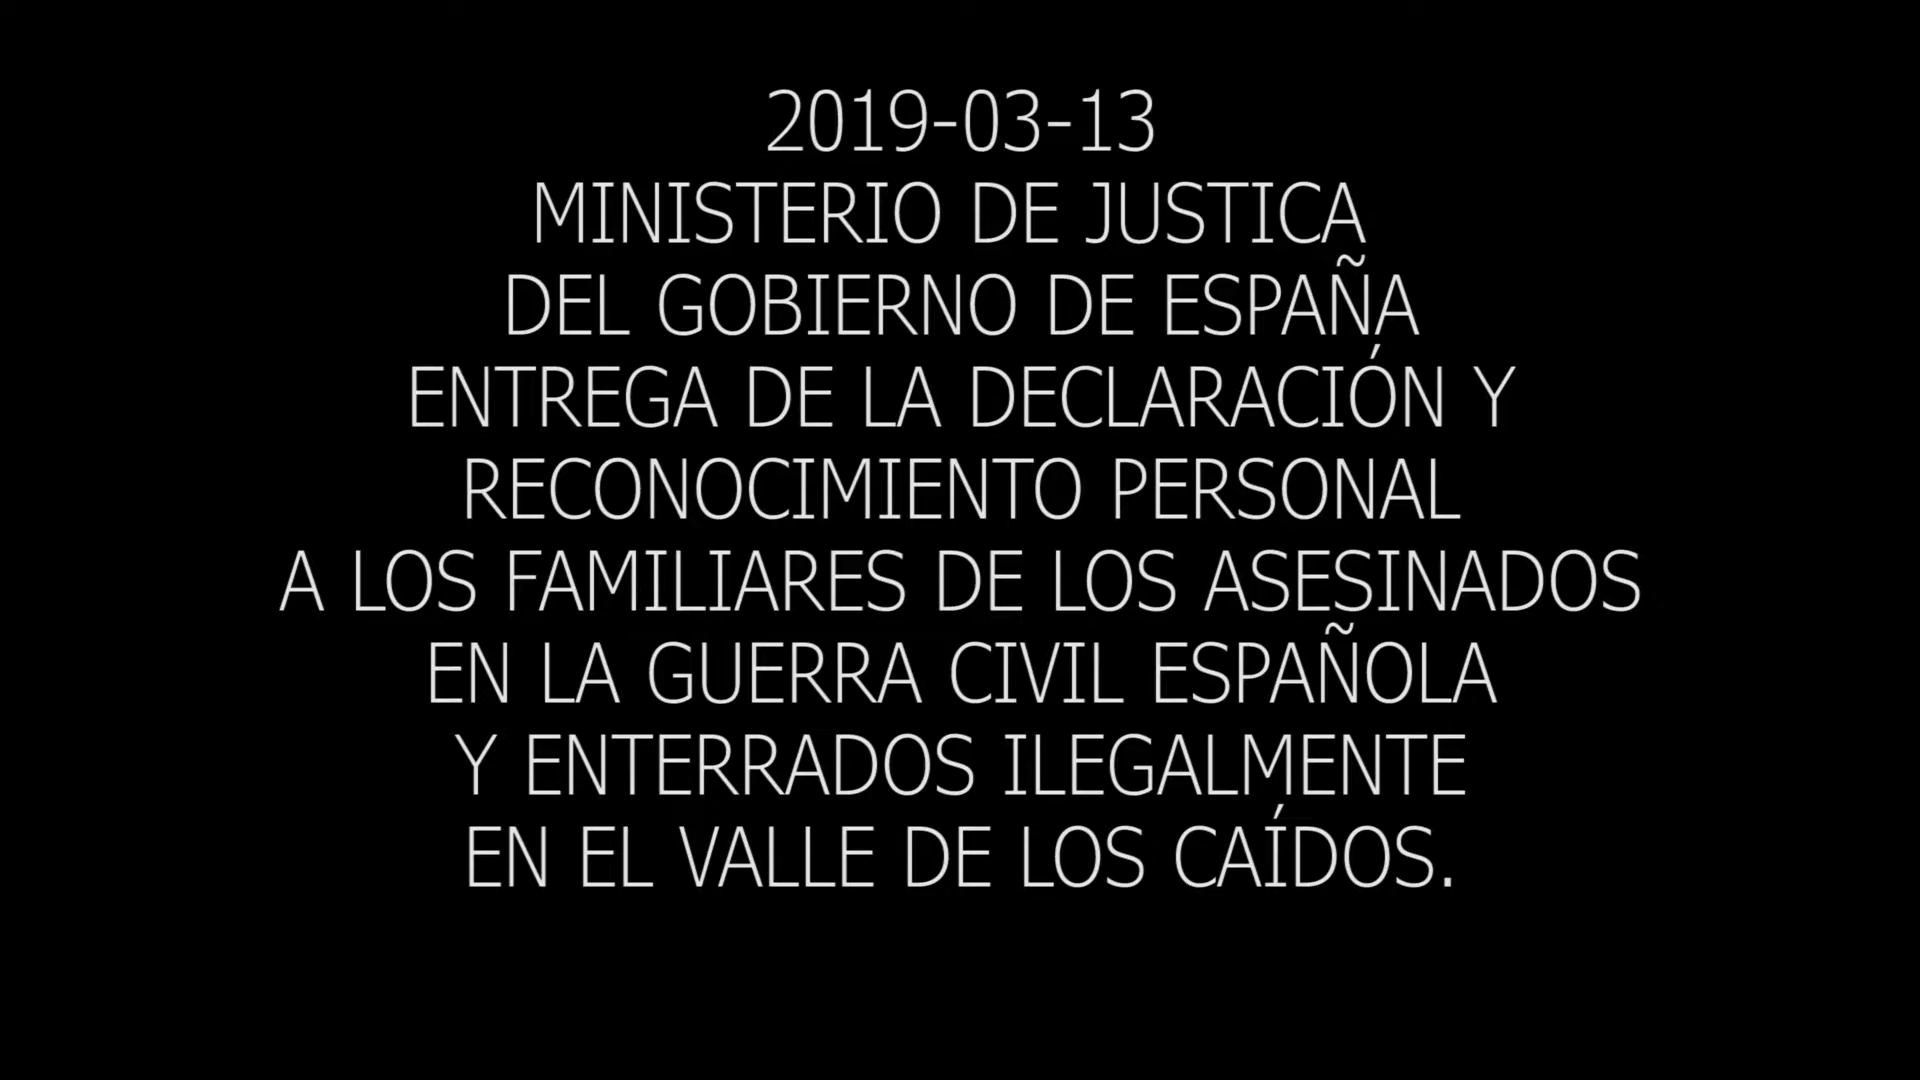 2019-03-13
MINISTERIO DE JUSTICA
DEL GOBIERNO DE ESPAÑA
ENTREGA DE LA DECLARACIÓN Y
RECONOCIMIENTO PERSONAL
A LOS FAMILIARES DE LOS ASESINADOS
EN LA GUERRA CIVIL ESPAÑOLA
Y ENTERRADOS ILEGALMENTE
EN EL VALLE DE LOS CAÍDOS.